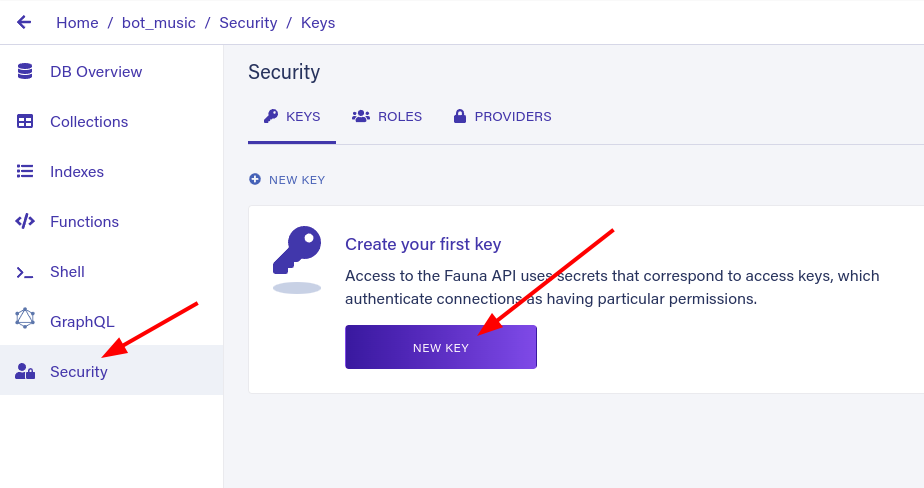 Home / bot_music / Security / Keys
DB Overview
Collections
Indexes
Functions
Shell
GraphQL
Security
Security
KEYS ROLES PROVIDERS
NEW KEY
Create your first key
Access to the Fauna API uses secrets that correspond to access keys, which
authenticate connections as having particular permissions.
NEW KEY